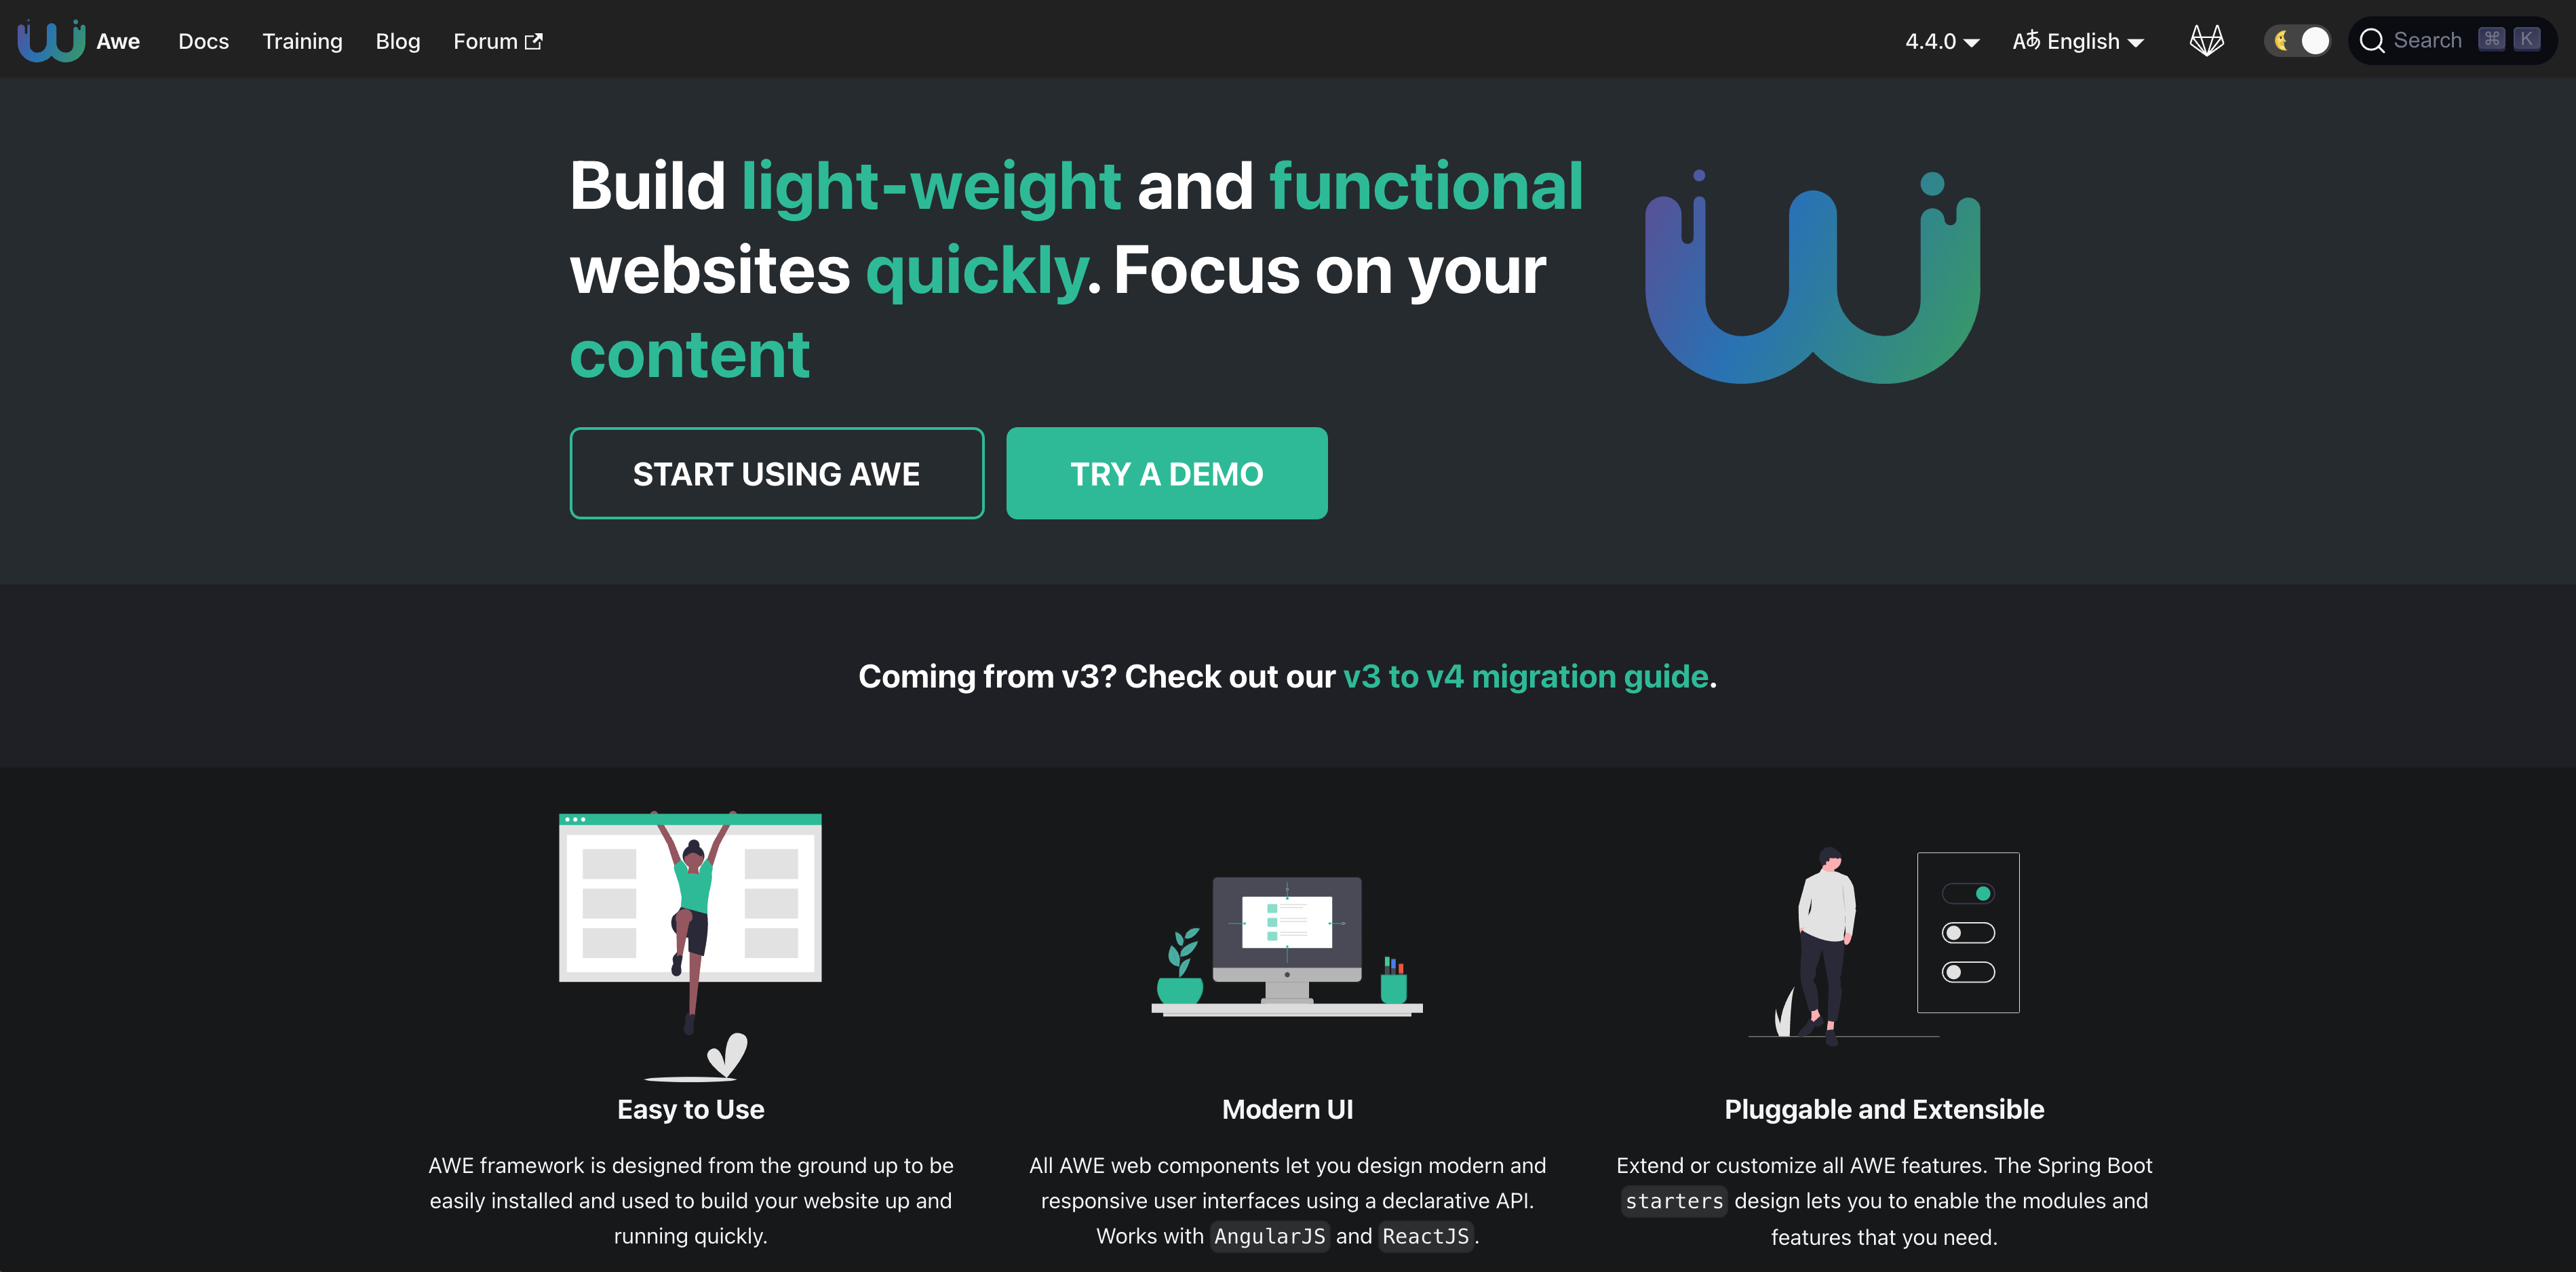 Awe Docs Training Blog Forum 4.4.0 Aあ English Search ⌘ K
Build light-weight and functional
websites quickly. Focus on your
content
START USING AWE TRY A DEMO
Coming from v3? Check out our v3 to v4 migration guide.
Easy to Use
AWE framework is designed from the ground up to be
easily installed and used to build your website up and
running quickly.
Modern UI
All AWE web components let you design modern and
responsive user interfaces using a declarative API.
Works with AngularJS and ReactJS.
Pluggable and Extensible
Extend or customize all AWE features. The Spring Boot
starters design lets you to enable the modules and
features that you need.